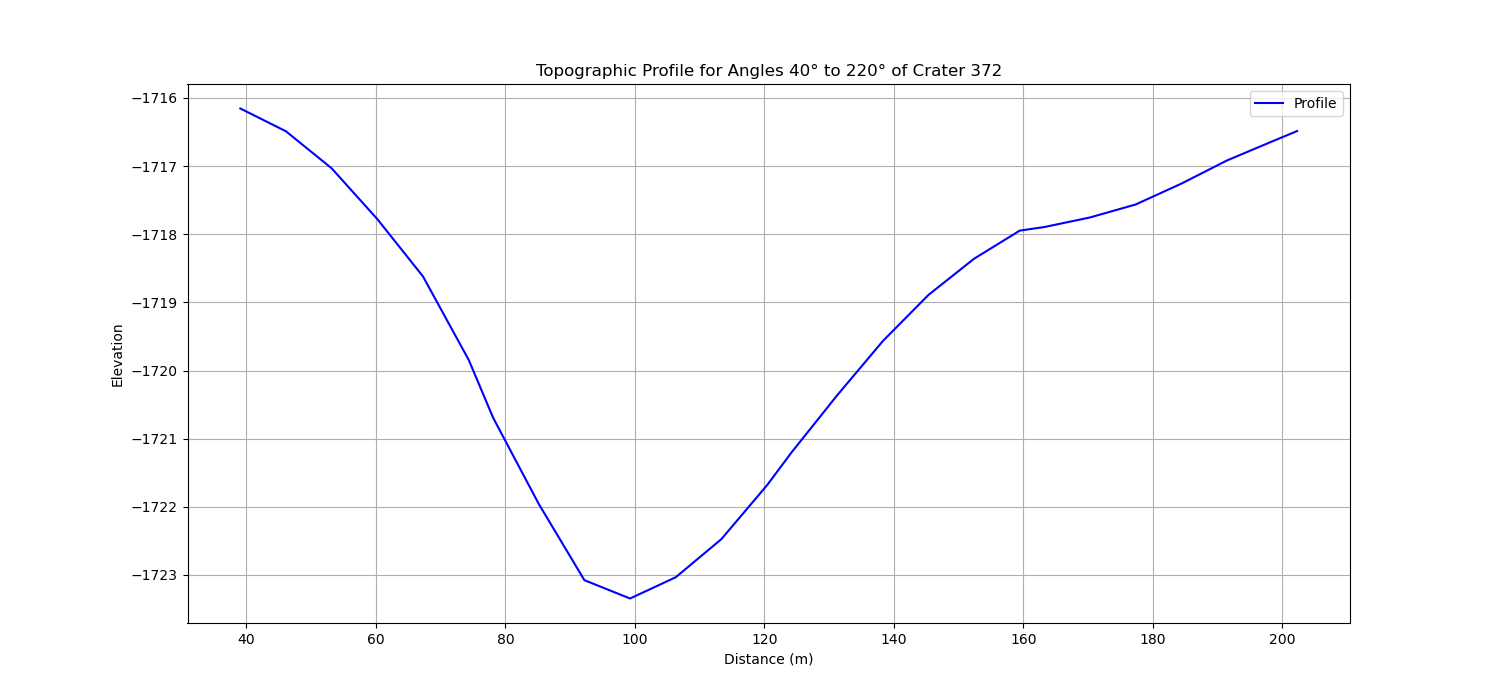 Topographic Profile for Angles 40° to 220° of Crater 372
Profile
Elevation
−1716
−1717
−1718
−1719
−1720
−1721
−1722
−1723
40 60 80 100 120 140 160 180 200
Distance (m)